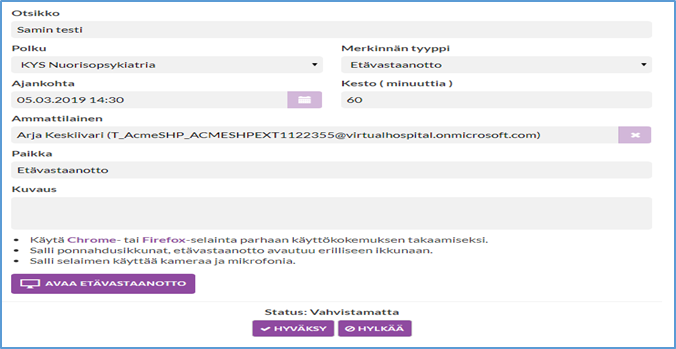 Otsikko
Samin testi
Polku Merkinnän tyyppi
KYS Nuorisopsykiatria Etävastaanotto
Ajankohta Kesto ( minuuttia )
05.03.2019 14:30 60
Ammattilainen
Arja Keskiivari (T_AcmeSHP_ACMESHPEXT1122355@virtualhospital.onmicrosoft.com)
Paikka
Etävastaanotto
Kuvaus
• Käytä Chrome- tai Firefox-selainta parhaan käyttökokemuksen takaamiseksi.
• Salli ponnahdusikkunat, etävastaanotto avautuu erilliseen ikkunaan.
• Salli selaimen käyttää kameraa ja mikrofonia.
AVAA ETÄVASTAANOTTO
Status: Vahvistamatta
HYVÄKSY HYLKÄÄ